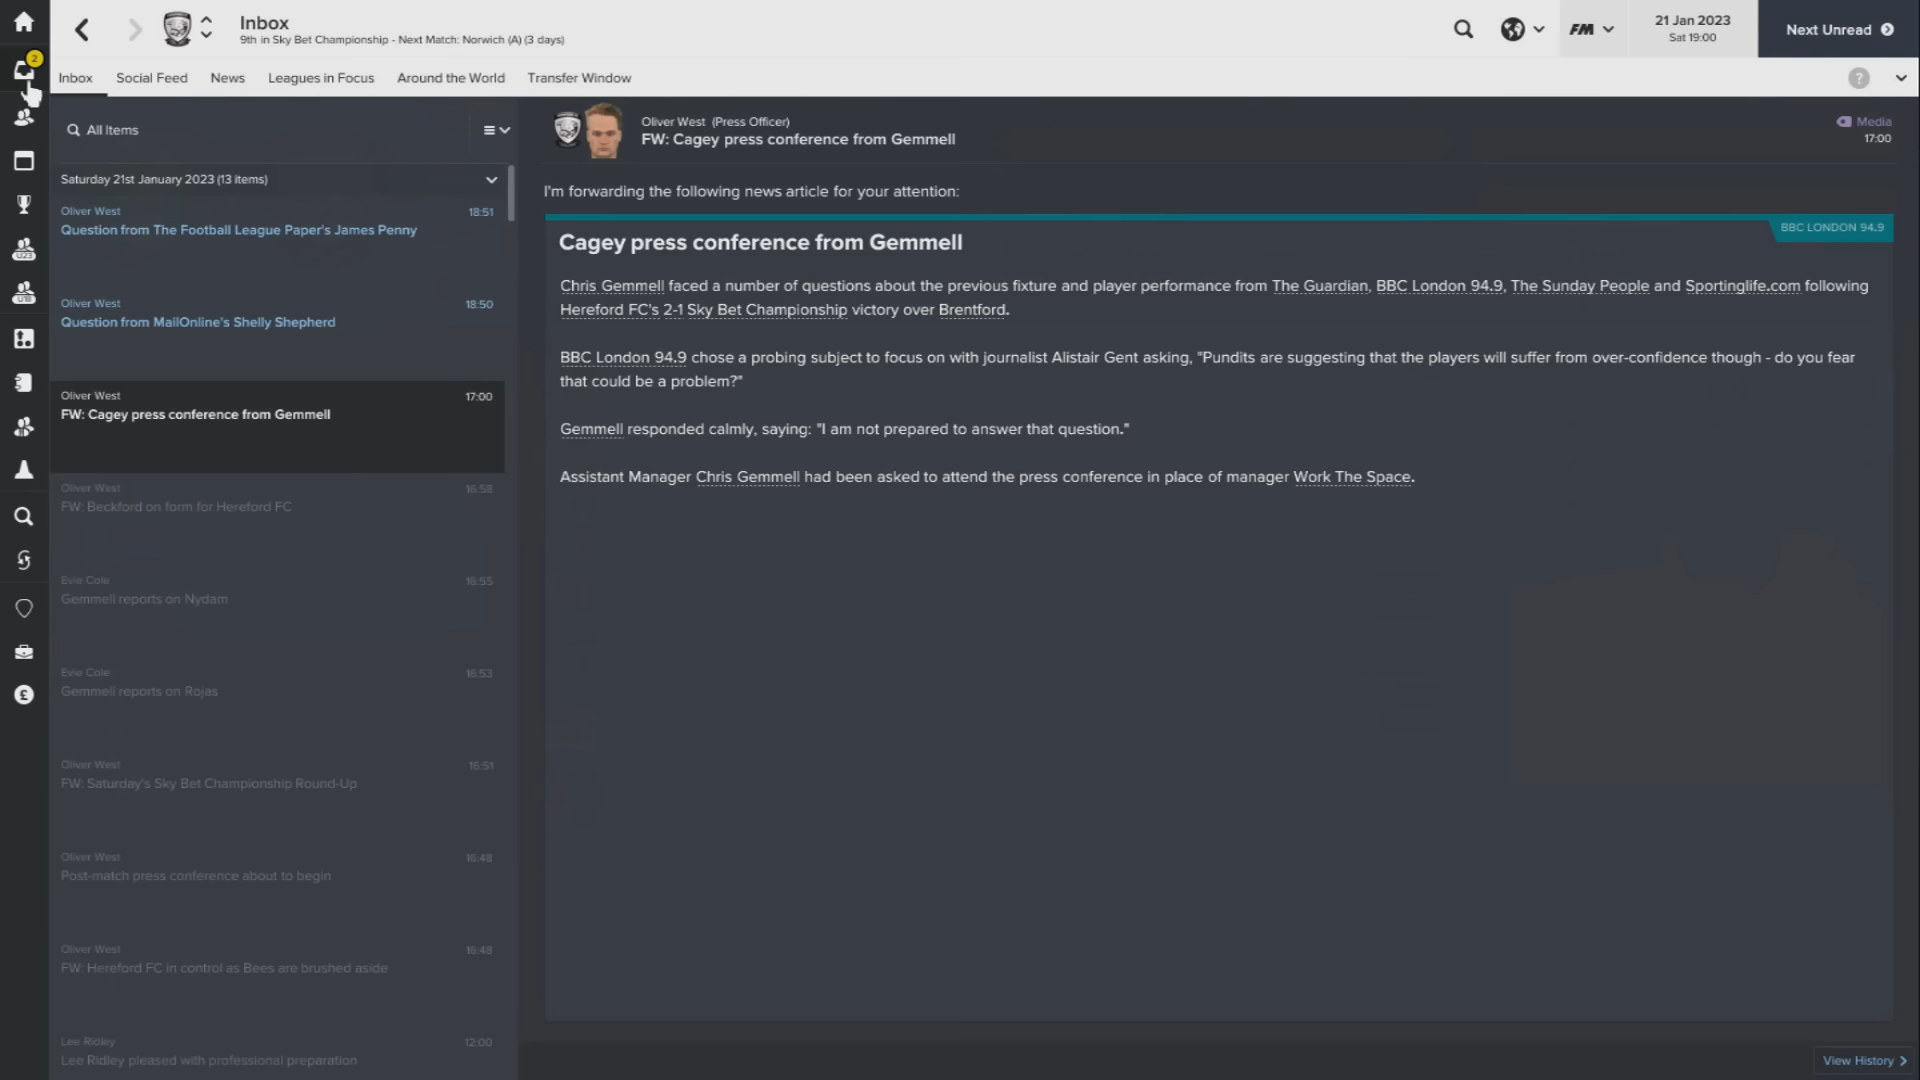 2
Inbox
9th in Sky Bet Championship - Next Match: Norwich (A) (3 days)
FM
21 Jan 2023
Sat 19:00
Next Unread
Inbox
Social Feed
News
Leagues in Focus
Around the World
Transfer Window
?
All Items
Saturday 21st January 2023 (13 items)
Oliver West 18:51
Question from The Football League Paper's James Penny
Oliver West 18:50
Question from MailOnline's Shelly Shepherd
Oliver West 17:00
FW: Cagey press conference from Gemmell
Oliver West 16:58
FW: Beckford on form for Hereford FC
Evie Cole 16:55
Gemmell reports on Nydam
Evie Cole 16:53
Gemmell reports on Rojas
Oliver West 16:51
FW: Saturday's Sky Bet Championship Round-Up
Oliver West 16:48
Post-match press conference about to begin
Oliver West 16:48
FW: Hereford FC in control as Bees are brushed aside
Lee Ridley 12:00
Lee Ridley pleased with professional preparation
U23
U18
£
Oliver West (Press Officer)
FW: Cagey press conference from Gemmell
Media
17:00
I'm forwarding the following news article for your attention:
BBC LONDON 94.9
Cagey press conference from Gemmell
Chris Gemmell faced a number of questions about the previous fixture and player performance from The Guardian, BBC London 94.9, The Sunday People and Sportinglife.com following
Hereford FC's 2-1 Sky Bet Championship victory over Brentford.
BBC London 94.9 chose a probing subject to focus on with journalist Alistair Gent asking, "Pundits are suggesting that the players will suffer from over-confidence though - do you fear
that could be a problem?"
Gemmell responded calmly, saying: "I am not prepared to answer that question."
Assistant Manager Chris Gemmell had been asked to attend the press conference in place of manager Work The Space.
View History